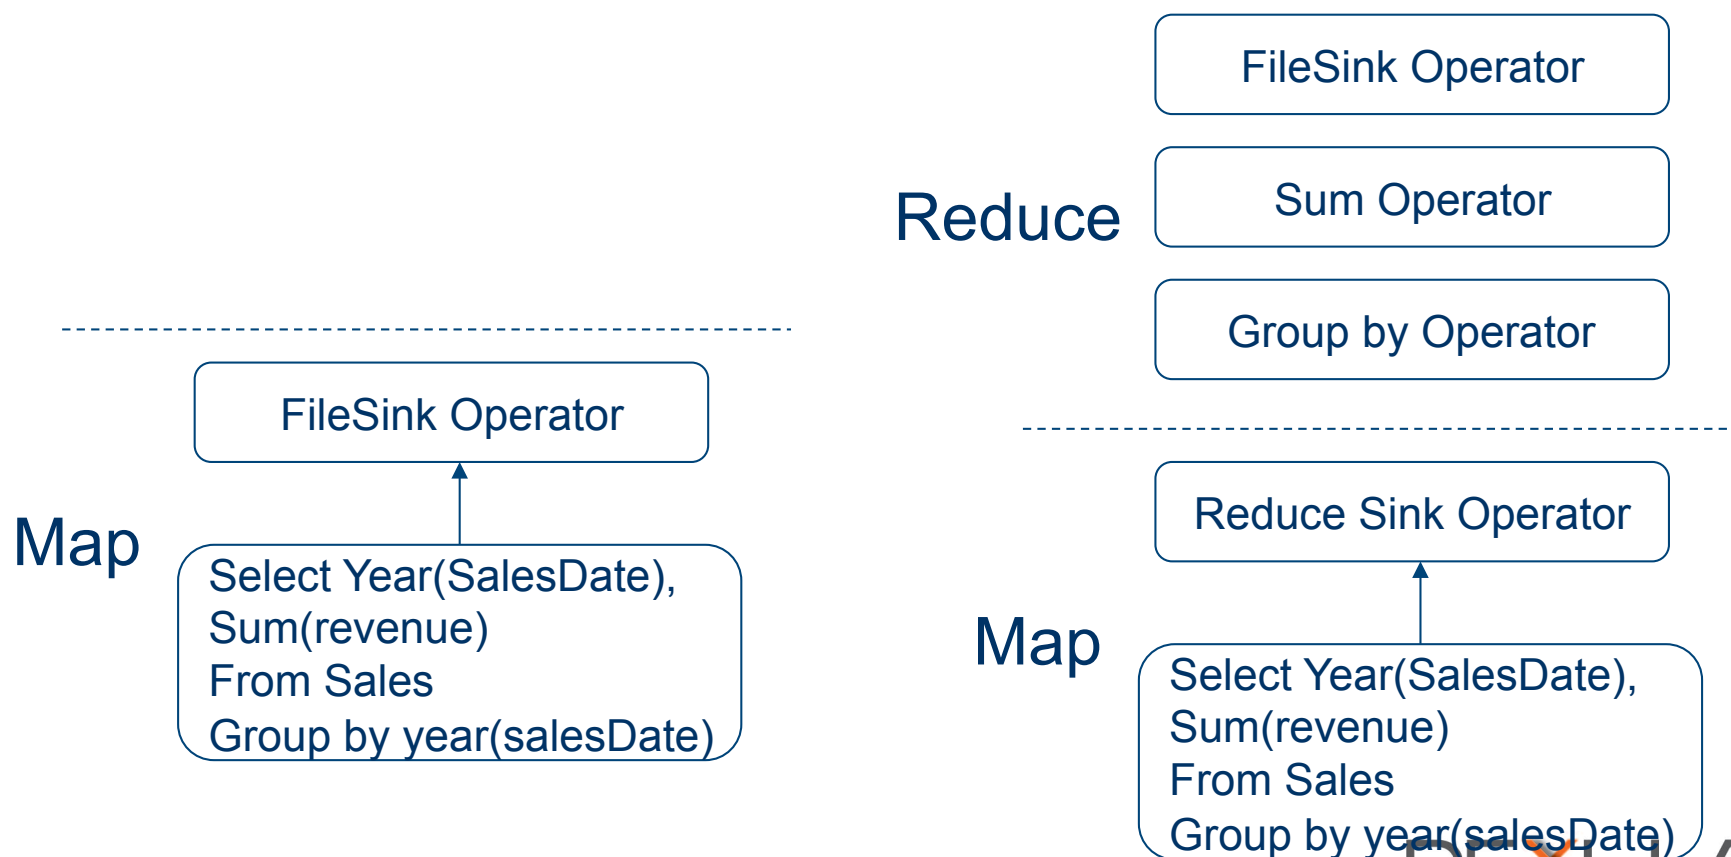 FileSink Operator
Sum Operator
Reduce
Group by Operator
FileSink Operator
Map
Select Year(SalesDate),
Sum(revenue)
From Sales
Group by year(salesDate)
Reduce Sink Operator
Map
Select Year(SalesDate),
Sum(revenue)
From Sales
Group by year(salesDate)